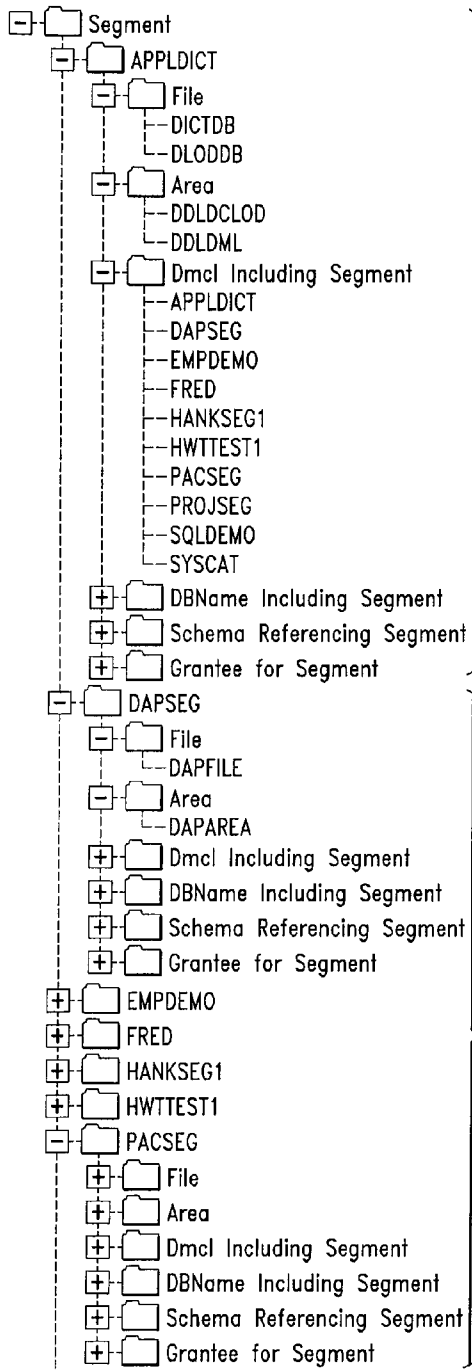 Segment
APPLDICT
File
DICTDB
DLODDB
Area
DDLDCLOD
DDLDML
Dmcl Including Segment
APPLDICT
DAPSEG
EMPDEMO
FRED
HANKSEG1
HWTTEST1
PACSEG
PROJSEG
SQLDEMO
SYSCAT
DBName Including Segment
Schema Referencing Segment
Grantee for Segment
DAPSEG
File
DAPFILE
Area
DAPAREA
Dmcl Including Segment
DBName Including Segment
Schema Referencing Segment
Grantee for Segment
EMPDEMO
FRED
HANKSEG1
HWTTEST1
PACSEG
File
Area
Dmcl Including Segment
DBName Including Segment
Schema Referencing Segment
Grantee for Segment